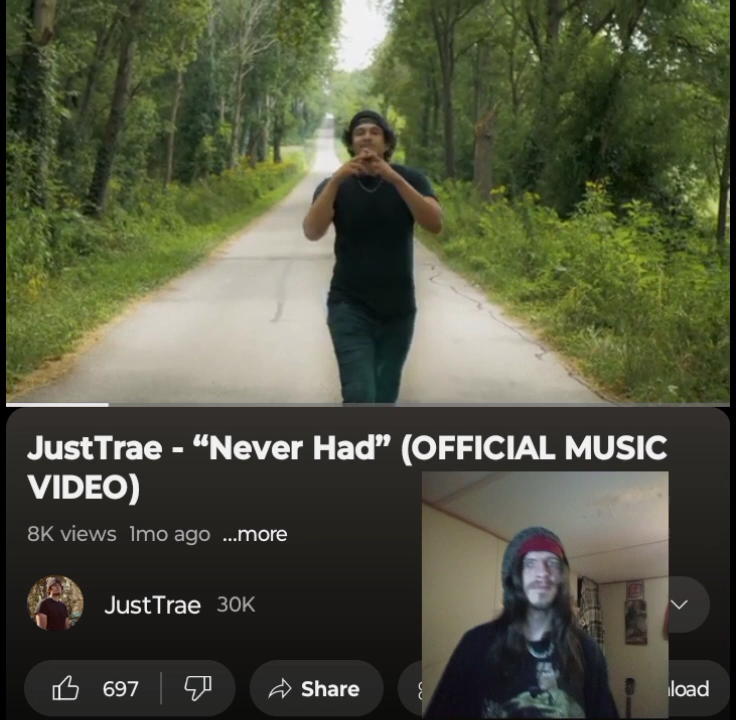 JustTrae - “Never Had” (OFFICIAL MUSIC
VIDEO)
8K views 1mo ago ...more
JustTrae 30K
697 Share load